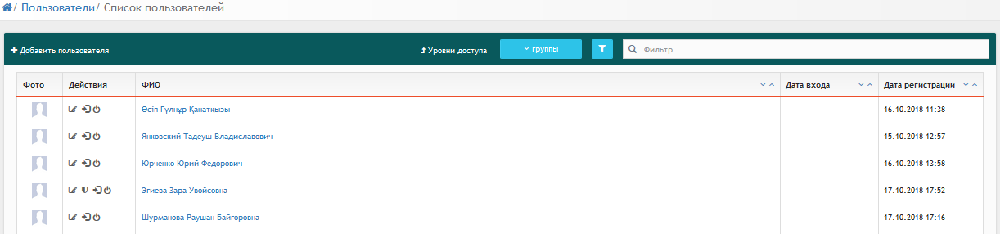 / Пользователи/ Список пользователей
Добавить пользователя Уровни доступа группы Фильтр
Фото Действия ФИО Дата входа Дата регистрации
Өсіп Гүлнұр Қанатқызы - 16.10.2018 11:38
Янковский Тадеуш Владиславович - 15.10.2018 12:57
Юрченко Юрий Федорович - 16.10.2018 13:58
Эгиева Зара Увойсовна - 17.10.2018 17:52
Шурманова Раушан Байгоровна - 17.10.2018 17:16